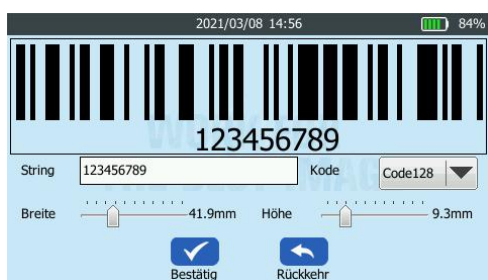 2021/03/08 14:56 84%
123456789
String 123456789 Kode Code128
Breite 41.9mm Höhe 9.3mm
Bestätig Rückkehr